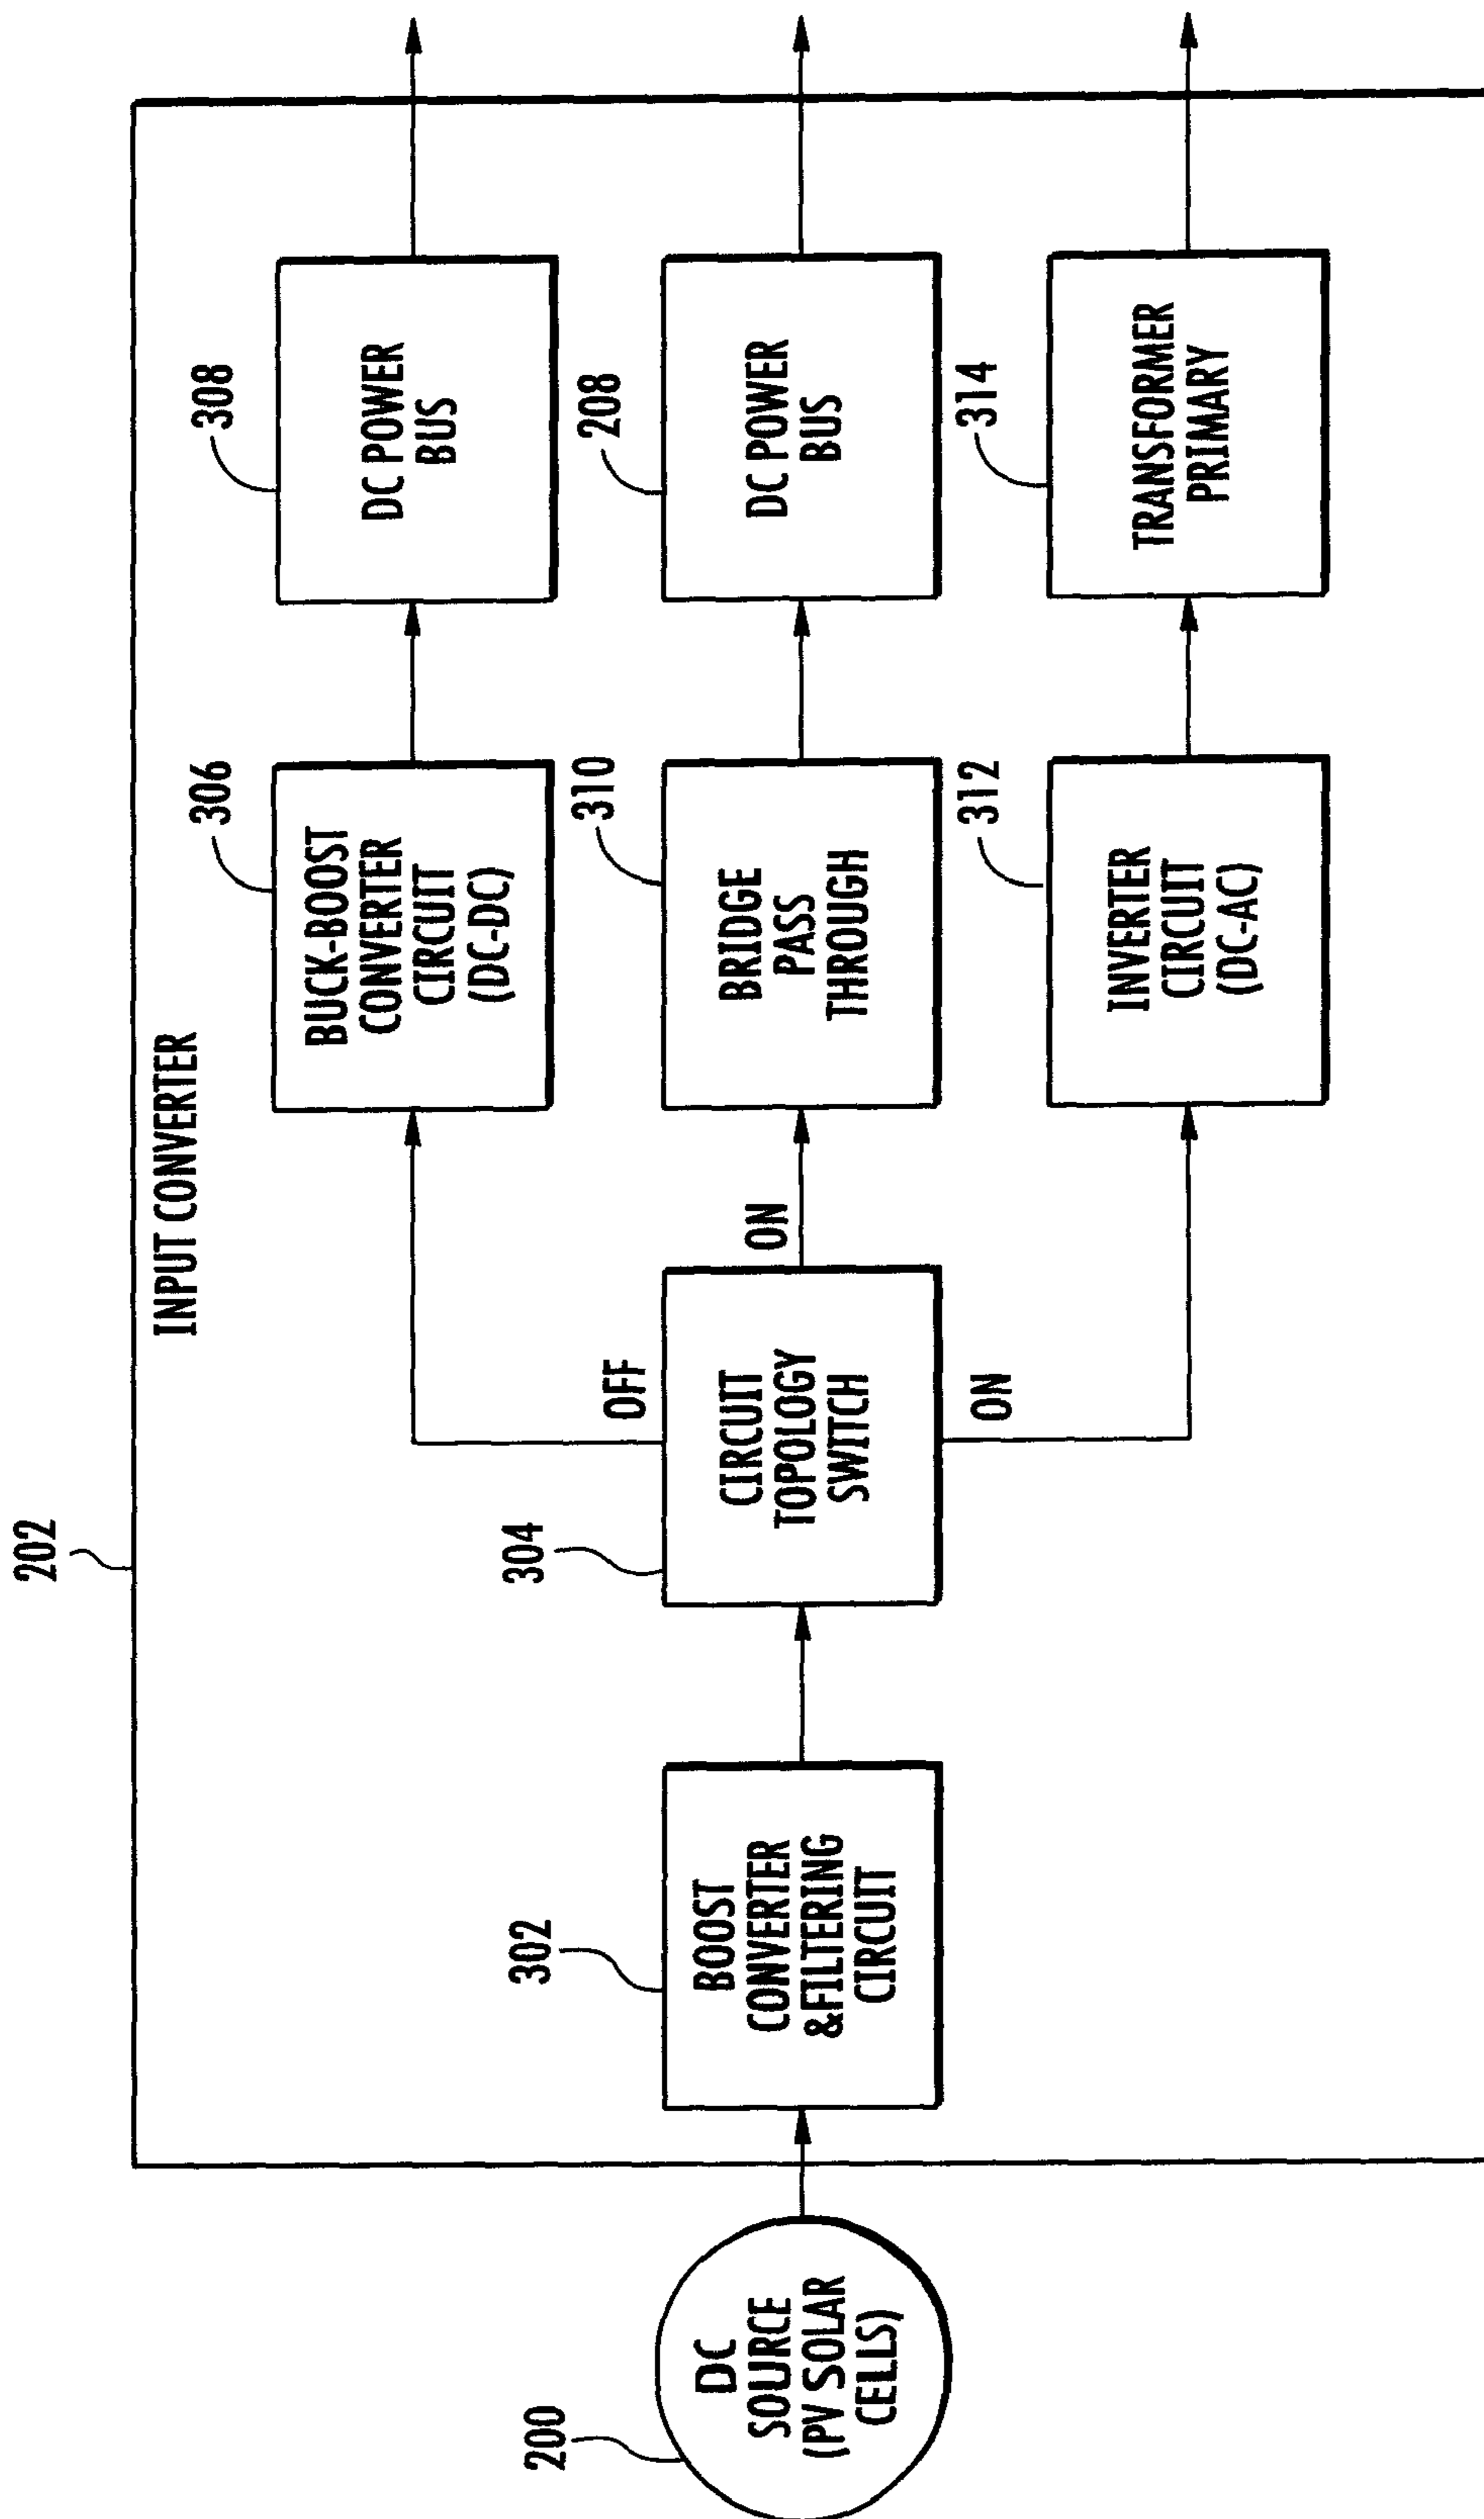 202
INPUT CONVERTER
200
DC
SOURCE
(PV SOLAR
CELLS)
302
BOOST
CONVERTER
&FILTERING
CIRCUIT
304
CIRCUIT
TOPOLOGY
SWITCH
OFF
ON
ON
306
BUCK-BOOST
CONVERTER
CIRCUIT
(DC-DC)
308
DC POWER
BUS
310
BRIDGE
PASS
THROUGH
208
DC POWER
BUS
312
INVERTER
CIRCUIT
(DC-AC)
314
TRANSFORMER
PRIMARY